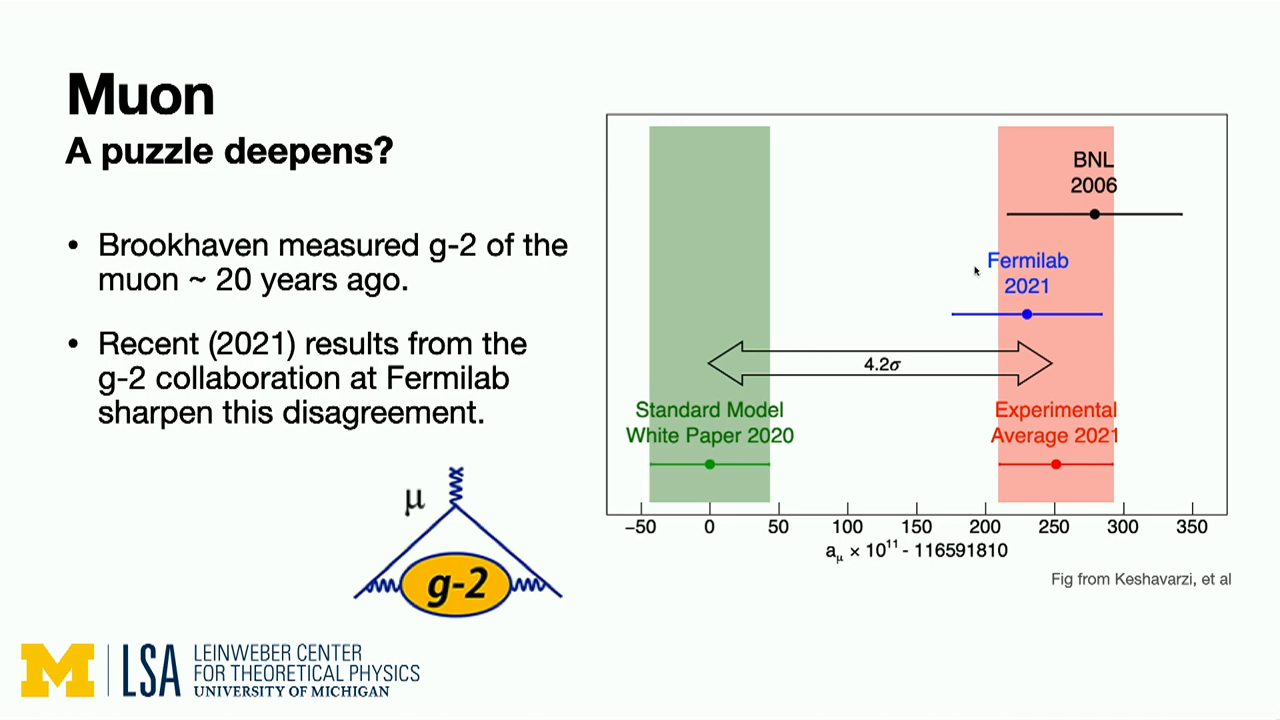 Muon
A puzzle deepens?
• Brookhaven measured g-2 of the
muon ~ 20 years ago.
• Recent (2021) results from the
g-2 collaboration at Fermilab
sharpen this disagreement.
μ
g-2
BNL
2006
Fermilab
2021
4.2σ
Standard Model
White Paper 2020
Experimental
Average 2021
−50 0 50 100 150 200 250 300 350
aμ × 10¹¹ - 116591810
Fig from Keshavarzi, et al
M LSA
LEINWEBER CENTER
FOR THEORETICAL PHYSICS
UNIVERSITY OF MICHIGAN